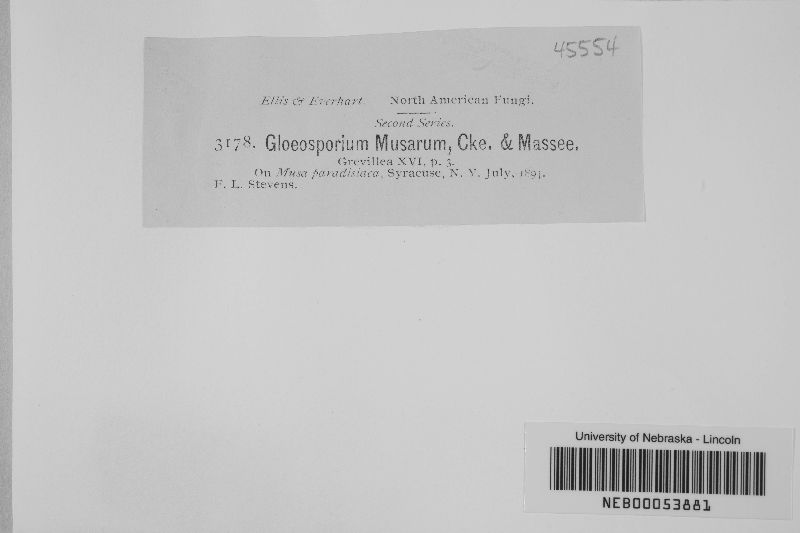 45554
Ellis & Everhart. North American Fungi.
Second Series.
3178. Gloeosporium Musarum, Cke. & Massee.
Grevillea XVI, p. 3.
On Musa paradisiaca, Syracuse, N. Y. July, 1894.
F. L. Stevens.
University of Nebraska - Lincoln
NEB00053881